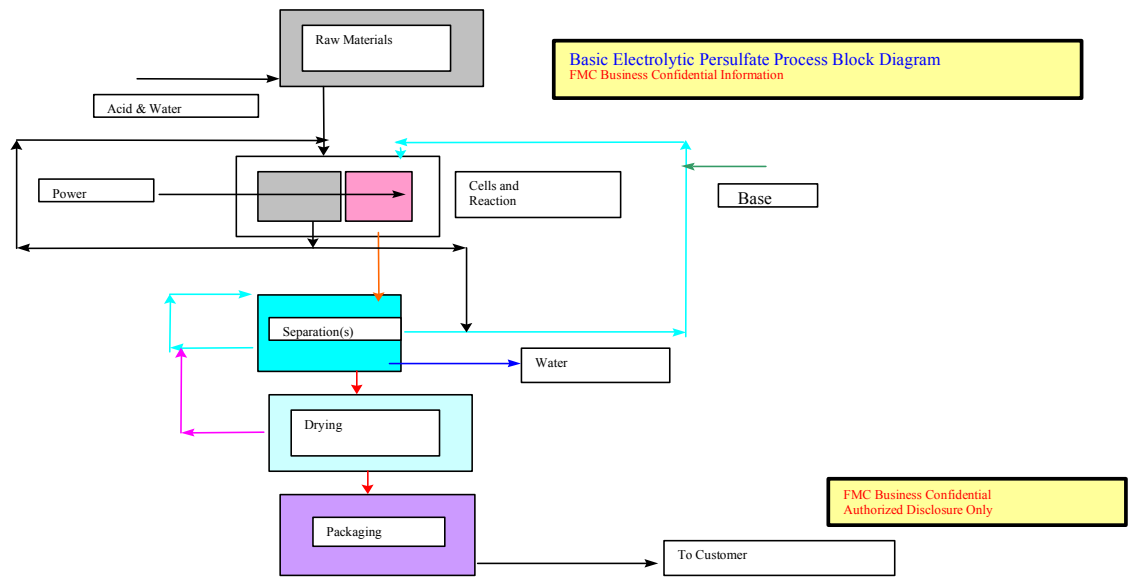 Raw Materials
Basic Electrolytic Persulfate Process Block Diagram
FMC Business Confidential Information
Acid & Water
Power
Cells and
Reaction
Base
Separation(s)
Water
Drying
FMC Business Confidential
Authorized Disclosure Only
Packaging
To Customer